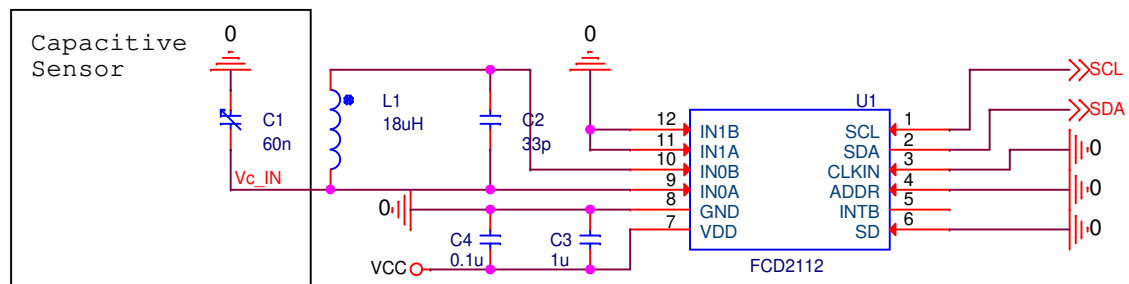 Capacitive
Sensor
0
C1
60n
Vc_IN
L1
18uH
C2
33p
0
0
C4
0.1u
C3
1u
VCC
U1
12
11
10
9
8
7
IN1B
IN1A
IN0B
IN0A
GND
VDD
SCL
SDA
CLKIN
ADDR
INTB
SD
1
2
3
4
5
6
FCD2112
SCL
SDA
0
0
0